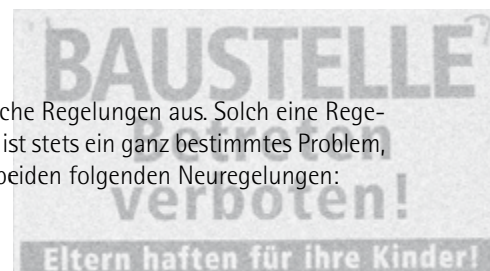 BAUSTELLE
che Regelungen aus. Solch eine Rege-
Betreten
ist stets ein ganz bestimmtes Problem,
beiden folgenden Neuregelungen:
verboten!
Eltern haften für ihre Kinder!